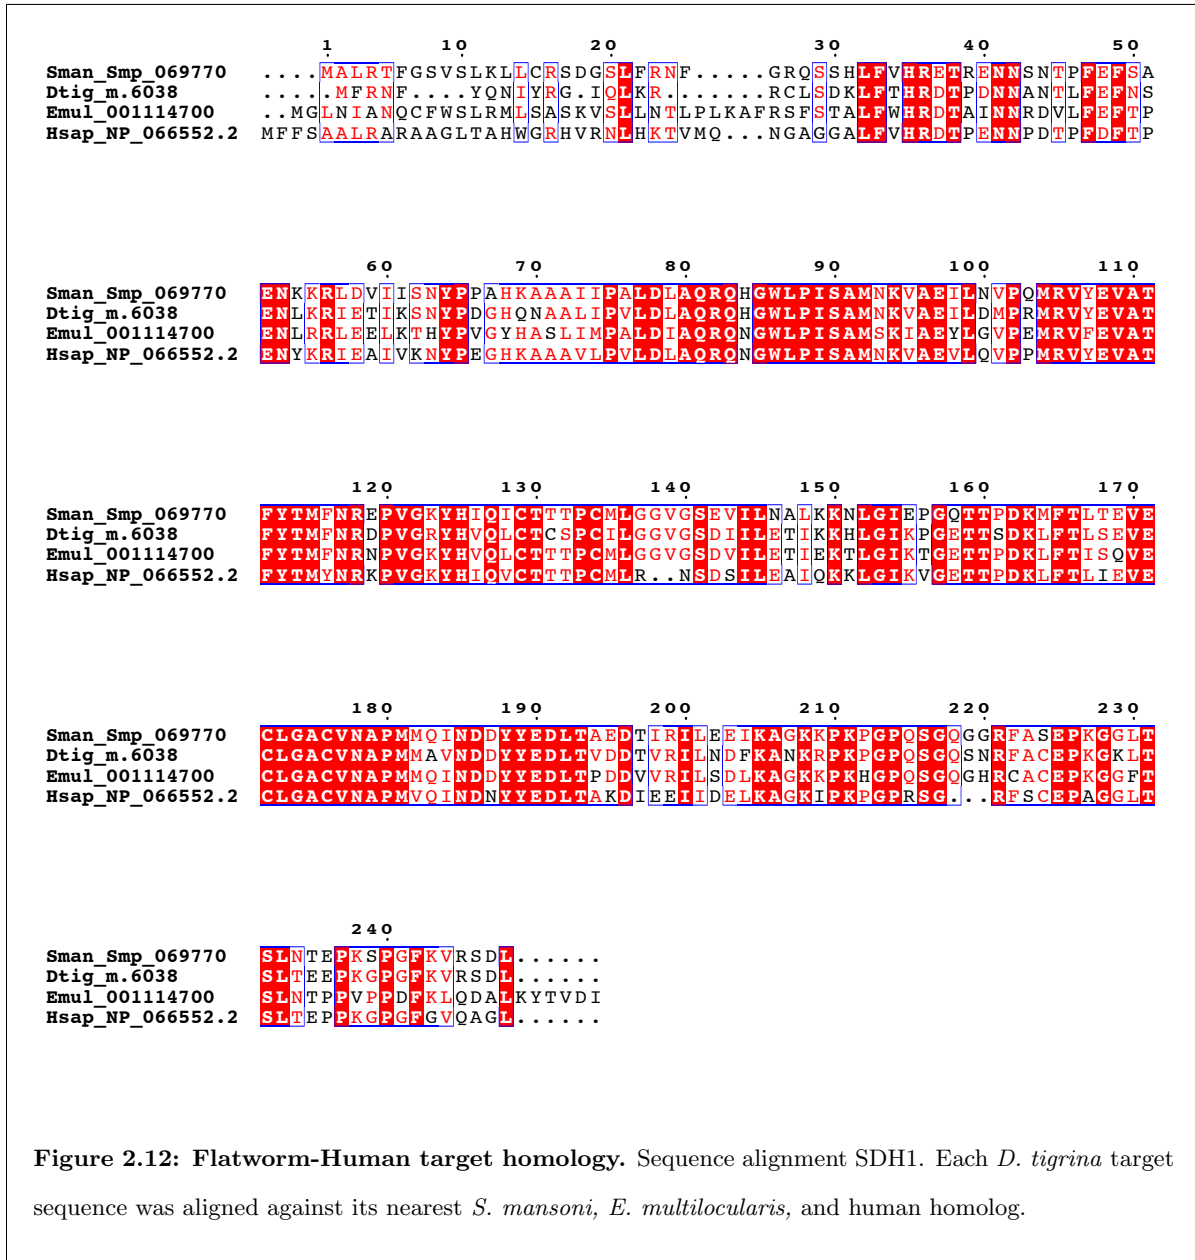 1 10 20 30 40 50
Sman_Smp_069770 ....MALRTFGSVSLKLLCRSDGSLFRNF.....GRQSSHLFVHRETRENNSNTPFEFSA
Dtig_m.6038 .....MFRNF....YQNIYRG.IQLKR.......RCLSDKLFTHRDTPDNNANTLFEFNS
Emul_001114700 ..MGLNIANQCFWSLRMLSASKVSLLNTLPLKAFRSFSTALFWHRDTAINNRDVLFEFTP
Hsap_NP_066552.2 MFFSAALRARAAGLTAHWGRHVRNLHKTVMQ...NGAGGALFVHRDTPENNPDTPFDFTP
60 70 80 90 100 110
Sman_Smp_069770 ENKKRLDVIISNYPPAHKAAAIIPALDLAQRQHGWLPISAMNKVAEILNVPQMRVYEVAT
Dtig_m.6038 ENLKRIETIKSNYPDGHQNAALIPVLDLAQRQHGWLPISAMNKVAEILDMPRMRVYEVAT
Emul_001114700 ENLRRLEELKTHYPVGYHASLIMPALDIAQRQNGWLPISAMSKIAEYLGVPEMRVFEVAT
Hsap_NP_066552.2 ENYKRIEAIVKNYPEGHKAAAVLPVLDLAQRQNGWLPISAMNKVAEVLQVPPMRVYEVAT
120 130 140 150 160 170
Sman_Smp_069770 FYTMFNREPVGKYHIQICTTTPCMLGGVGSEVILNALKKNLGIEPGQTTPDKMFTLTEVE
Dtig_m.6038 FYTMFNRDPVGRYHVQLCTCSPCILGGVGSDIILETIKKHLGIKPGETTSDKLFTLSEVE
Emul_001114700 FYTMFNRNPVGKYHVQLCTTTPCMLGGVGSDVILETIEKTLGIKTGETTPDKLFTISQVE
Hsap_NP_066552.2 FYTMYNRKPVGKYHIQVCTTTPCMLR..NSDSILEAIQKKLGIKVGETTPDKLFTLIEVE
180 190 200 210 220 230
Sman_Smp_069770 CLGACVNAPMMQINDDYYEDLTAEDTIRILEEIKAGKKPKPGPQSGQGGRFASEPKGGLT
Dtig_m.6038 CLGACVNAPMMAVNDDYYEDLTVDDTVRILNDFKANKRPKPGPQSGQSNRFACEPKGKLT
Emul_001114700 CLGACVNAPMMQINDDYYEDLTPDDVVRILSDLKAGKKPKHGPQSGQGHRCACEPKGGFT
Hsap_NP_066552.2 CLGACVNAPMVQINDNYYEDLTAKDIEEIIDELKAGKIPKPGPRSG...RFSCEPAGGLT
240
Sman_Smp_069770 SLNTEPKSPGFKVRSDL......
Dtig_m.6038 SLTEEPKGPGFKVRSDL......
Emul_001114700 SLNTPPVPPDFKLQDALKYTVDI
Hsap_NP_066552.2 SLTEPPKGPGFGVQAGL......
Figure 2.12: Flatworm-Human target homology. Sequence alignment SDH1. Each D. tigrina target
sequence was aligned against its nearest S. mansoni, E. multilocularis, and human homolog.